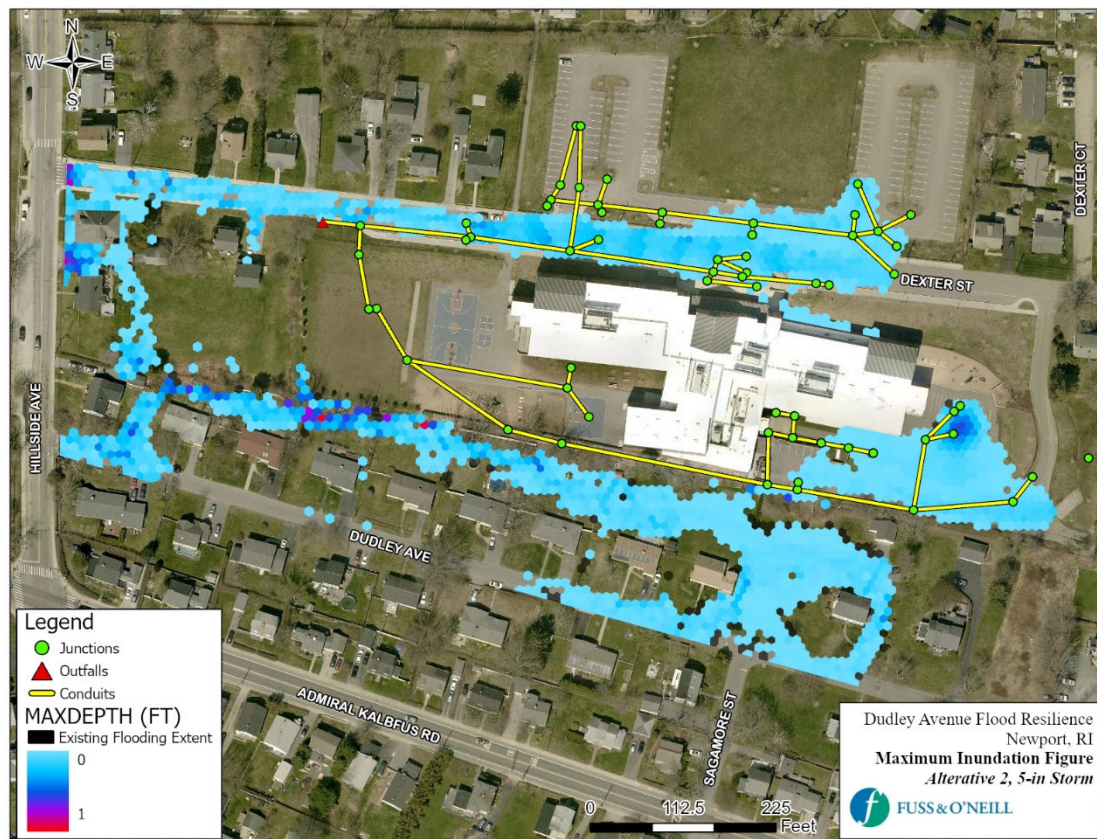 N
W E
S
DEXTER CT
DEXTER ST
HILLSIDE AVE
DUDLEY AVE
SAGAMORE ST
ADMIRAL KALBFUS RD
Legend
Junctions
Outfalls
Conduits
MAXDEPTH (FT)
Existing Flooding Extent
0
1
0 112.5 225
Feet
Dudley Avenue Flood Resilience
Newport, RI
Maximum Inundation Figure
Alterative 2, 5-in Storm
f
FUSS & O'NEILL